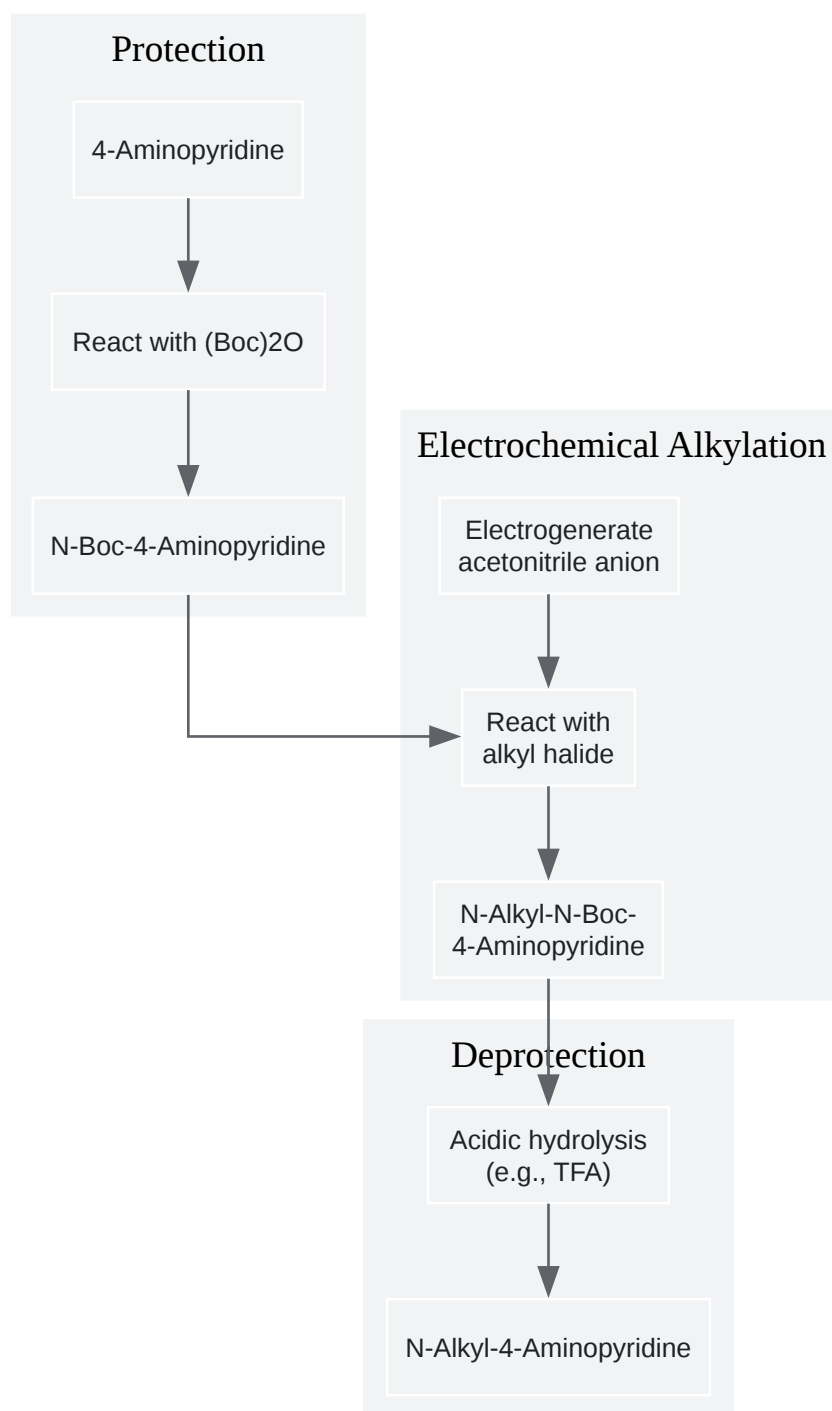 Protection
4-Aminopyridine
React with (Boc)2O
N-Boc-4-Aminopyridine
Electrochemical Alkylation
Electrogenerate
acetonitrile anion
React with
alkyl halide
N-Alkyl-N-Boc-
4-Aminopyridine
Deprotection
Acidic hydrolysis
(e.g., TFA)
N-Alkyl-4-Aminopyridine